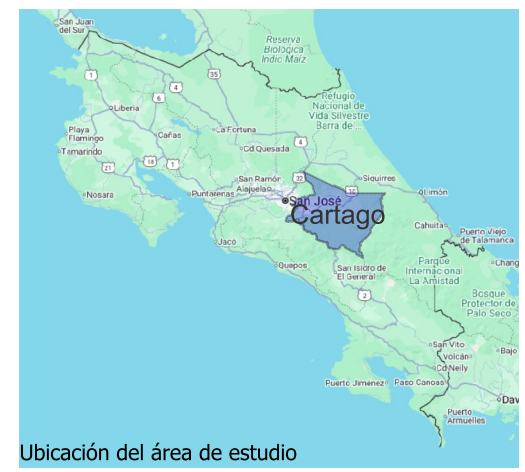 San Juan
del Sur
Reserva
Biológica
Indio Maíz
1
35
4
6
Refugio
Nacional de
Vida Silvestre
Barra de ...
Liberia
Playa
Flamingo
Tamarindo
Cañas
La Fortuna
4
Cd Quesada
21
18
1
San Ramón
Alajuela
32
Siquirres
10
Limón
Nosara
Puntarenas
San José
Cartago
Cahuita
Puerto Viejo
de Talamanca
Jacó
Quepos
San Isidro de
El General
Parque
Internacional
La Amistad
Chang
2
Bosque
Protector de
Palo Seco
San Vito
Volcán
Bajo
Cd Neily
Puerto Jimenez
Paso Canoas
Dav
Puerto
Armuelles
Ubicación del área de estudio